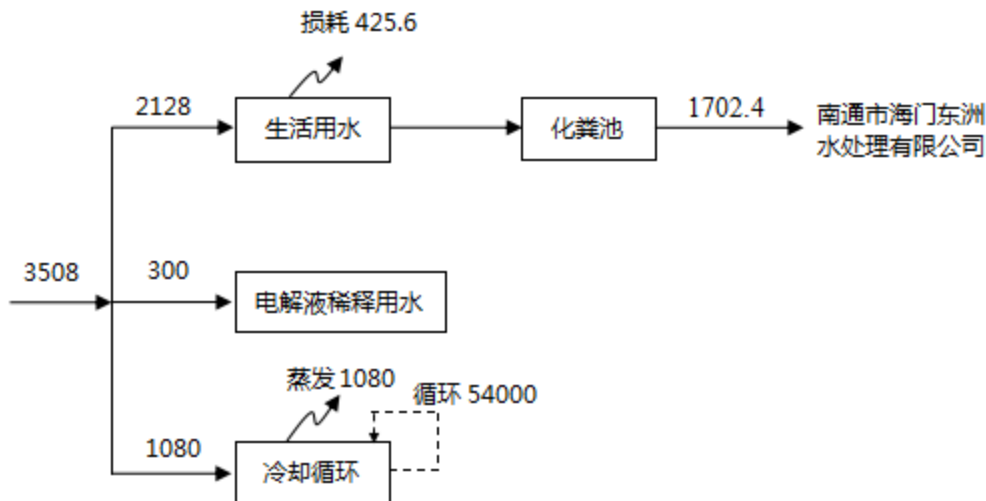 损耗 425.6
2128
生活用水
化粪池
1702.4
南通市海门东洲
水处理有限公司
3508
300
电解液稀释用水
蒸发 1080
循环 54000
1080
冷却循环